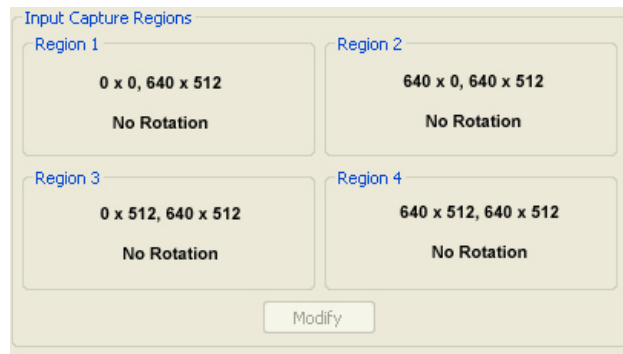 Input Capture Regions
Region 1
0 x 0, 640 x 512
No Rotation
Region 2
640 x 0, 640 x 512
No Rotation
Region 3
0 x 512, 640 x 512
No Rotation
Region 4
640 x 512, 640 x 512
No Rotation
Modify